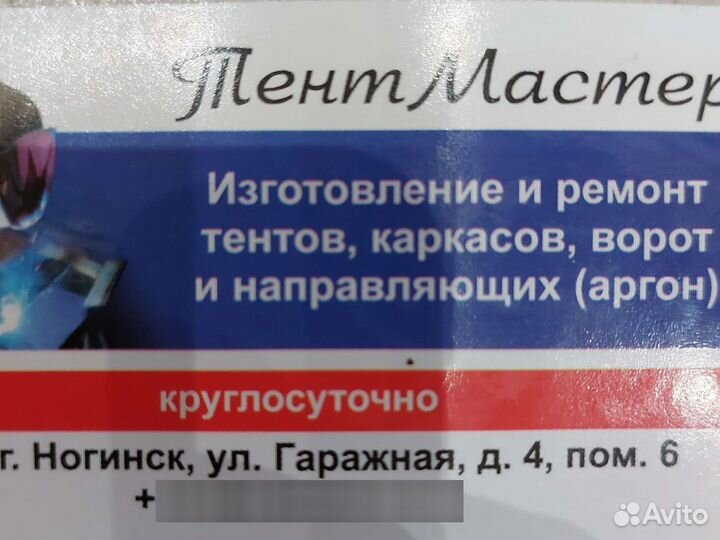 ТентМастер
Изготовление и ремонт
тентов, каркасов, ворот
и направляющих (аргон)
круглосуточно
г. Ногинск, ул. Гаражная, д. 4, пом. 6
+
Avito